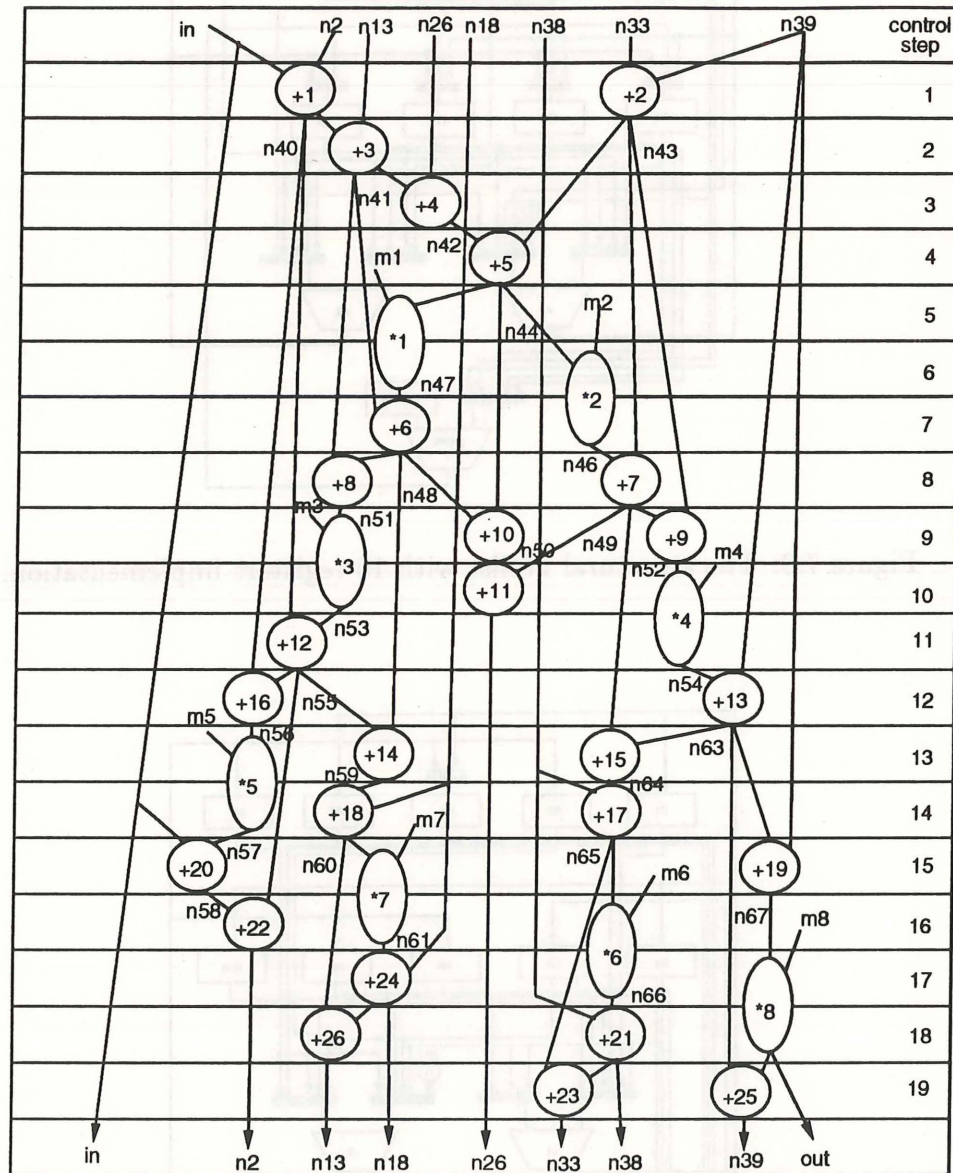 in n2 n13 n26 n18 n38 n33 n39 control
step
+1 +2 1
n40 +3 n43 2
n41 +4 3
n42 +5 4
m1
*1 n44 m2 5
n47 *2 6
+6 7
+8 n48 n46 +7 8
m3 n51 +10 n50 n49 +9 9
*3 n52 m4
+11 *4 10
n53
+12 11
n54
+16 n55 +13 12
m5 n56
+14 +15 n63 13
*5 n59 n64
+18 m7 +17 14
n57 n60 n65
+20 +19 15
*7 m6
n58 +22 n67 m8 16
n61 *6
+24 n66 17
*8
+26 +21 18
+23 +25 19
in n2 n13 n18 n26 n33 n38 n39 out